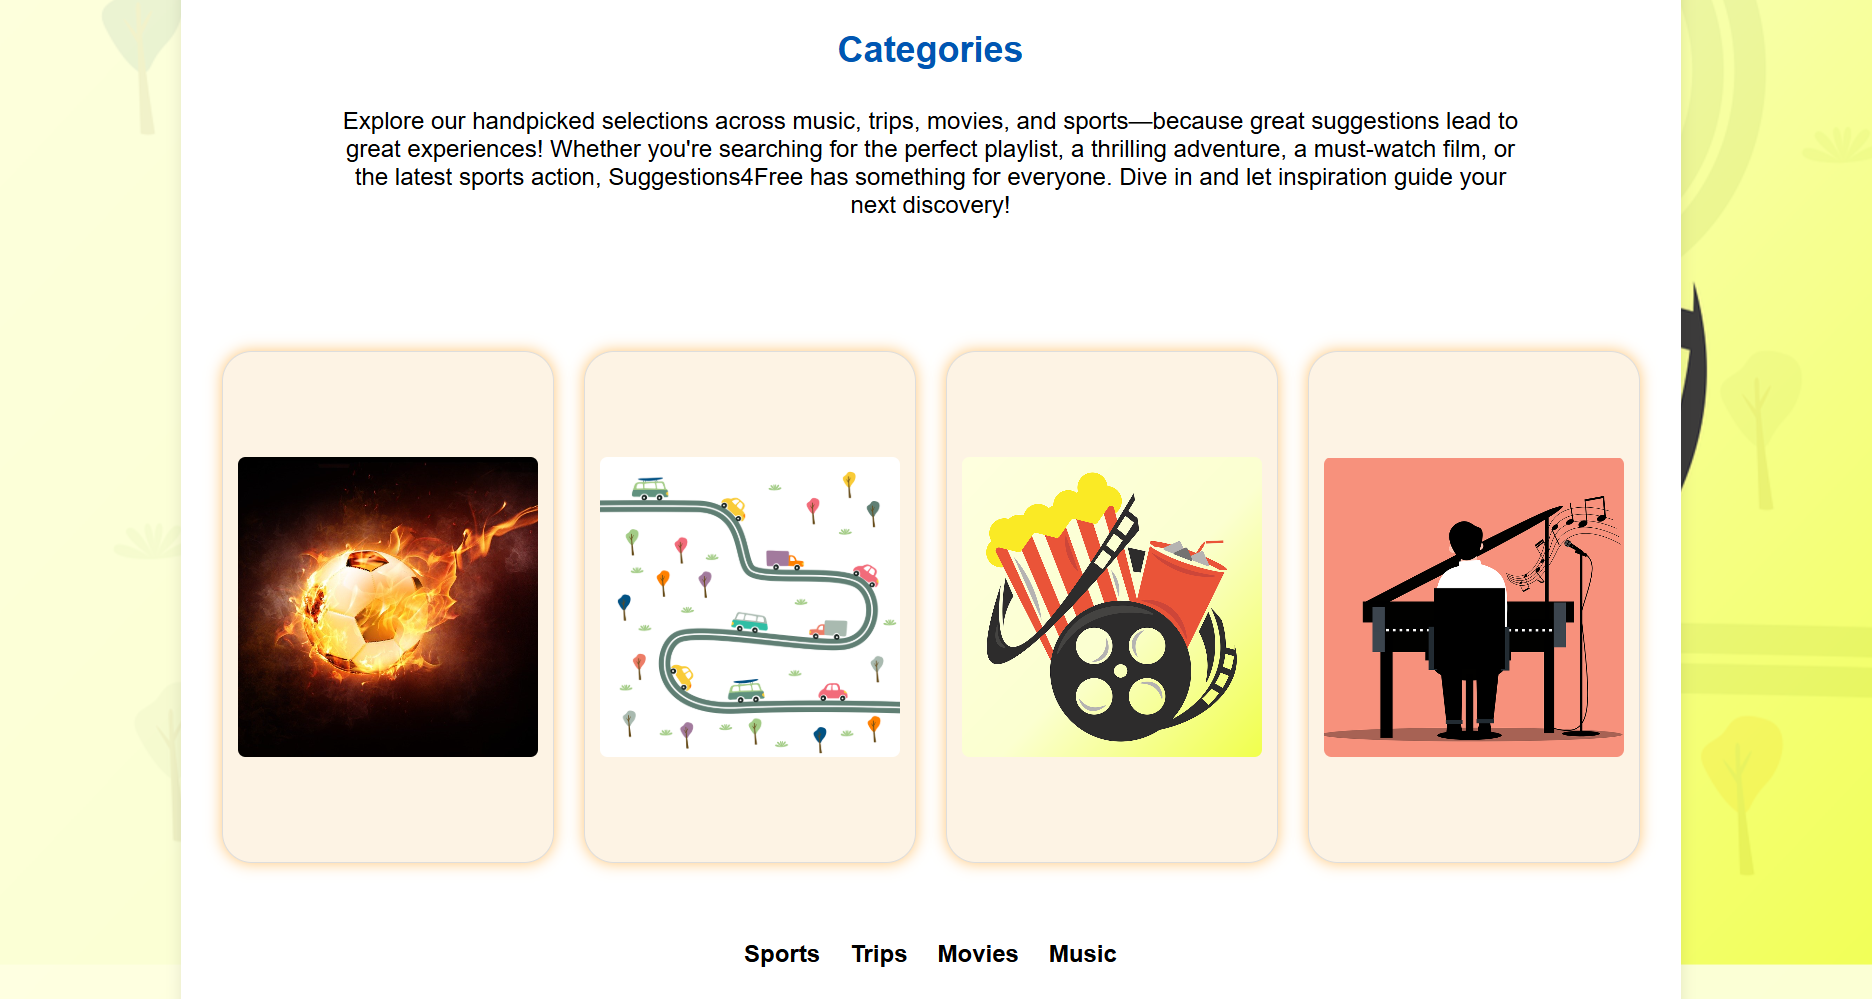 Categories
Explore our handpicked selections across music, trips, movies, and sports—because great suggestions lead to
great experiences! Whether you're searching for the perfect playlist, a thrilling adventure, a must-watch film, or
the latest sports action, Suggestions4Free has something for everyone. Dive in and let inspiration guide your
next discovery!
Sports Trips Movies Music